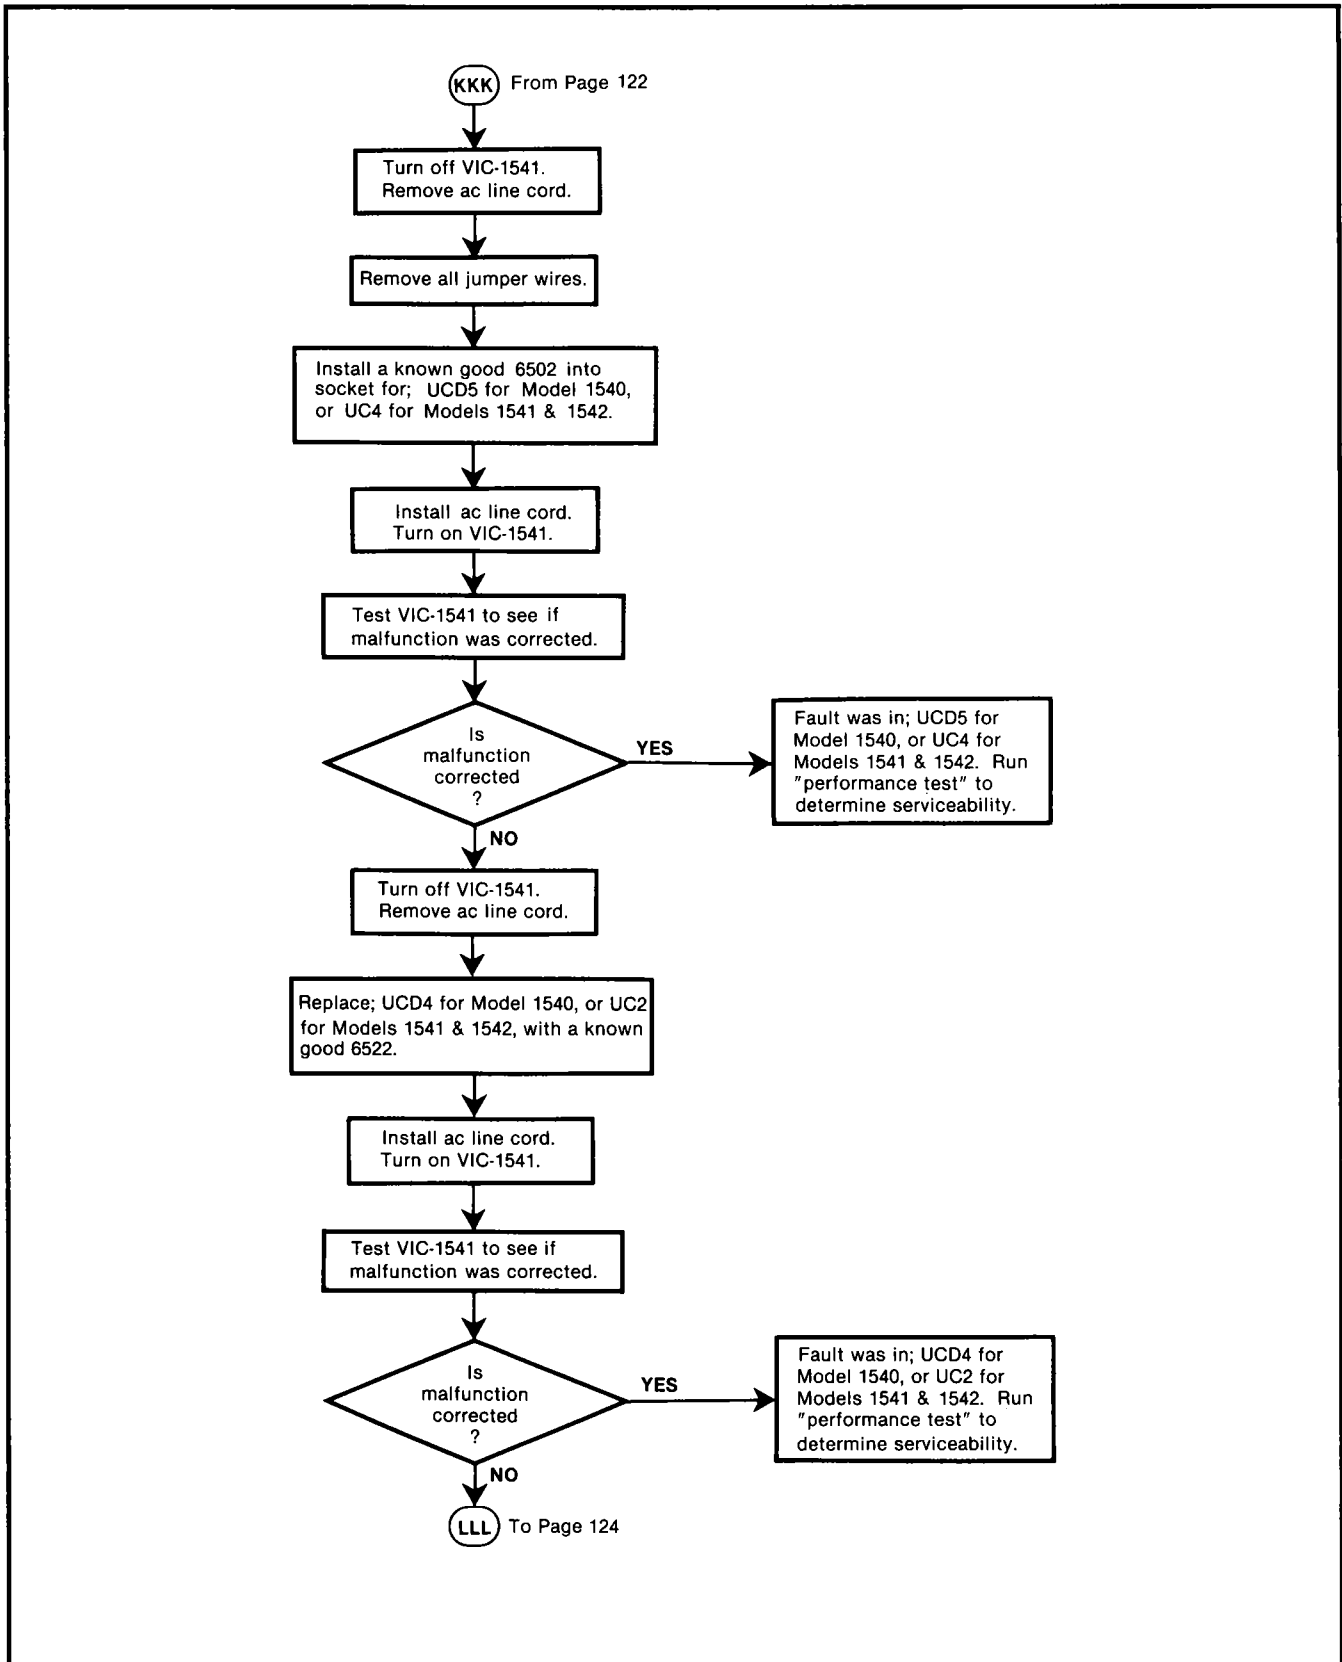 KKK From Page 122
Turn off VIC-1541.
Remove ac line cord.
Remove all jumper wires.
Install a known good 6502 into
socket for; UCD5 for Model 1540,
or UC4 for Models 1541 & 1542.
Install ac line cord.
Turn on VIC-1541.
Test VIC-1541 to see if
malfunction was corrected.
Is
malfunction
corrected
?
YES
Fault was in; UCD5 for
Model 1540, or UC4 for
Models 1541 & 1542. Run
"performance test" to
determine serviceability.
NO
Turn off VIC-1541.
Remove ac line cord.
Replace; UCD4 for Model 1540, or UC2
for Models 1541 & 1542, with a known
good 6522.
Install ac line cord.
Turn on VIC-1541.
Test VIC-1541 to see if
malfunction was corrected.
Is
malfunction
corrected
?
YES
Fault was in; UCD4 for
Model 1540, or UC2 for
Models 1541 & 1542. Run
"performance test" to
determine serviceability.
NO
LLL To Page 124